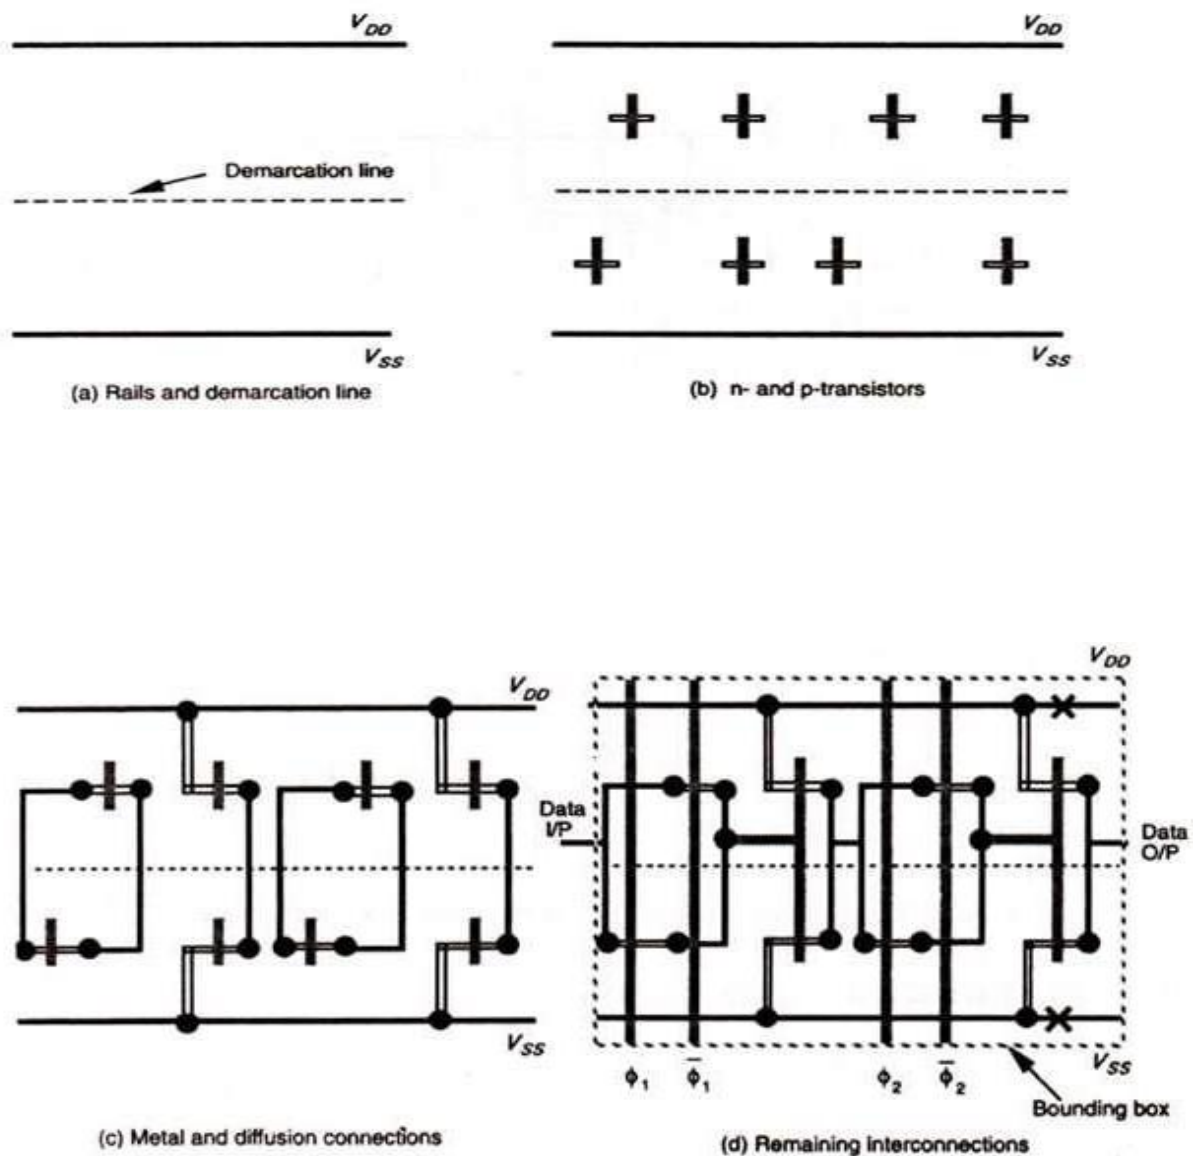 V_DD
V_DD
Demarcation line
V_SS
V_SS
(a) Rails and demarcation line
(b) n- and p-transistors
V_DD
V_DD
Data
I/P
Data
O/P
V_SS
V_SS
ϕ₁
ϕ̅₁
ϕ₂
ϕ̅₂
Bounding box
(c) Metal and diffusion connections
(d) Remaining interconnections